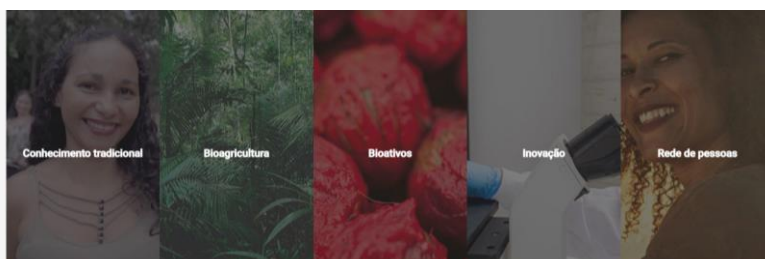 Conhecimento tradicional
Bioagricultura
Bioativos
Inovação
Rede de pessoas